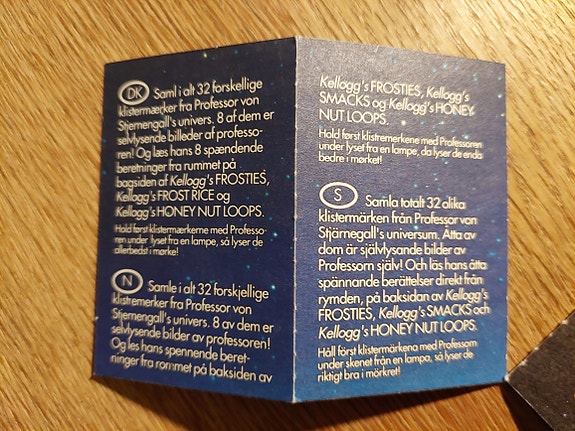 DK Saml i alt 32 forskellige
klistermærker fra Professor von
Stjernengall's univers. 8 af dem er
selvlysende billeder af professo-
ren! Og læs hans 8 spændende
beretninger fra rummet på
bagsiden af Kellogg's FROSTIES,
Kellogg's FROST RICE og
Kellogg's HONEY NUT LOOPS.
Hold først klistermærkerne med Professo-
ren under lyset fra en lampe, så lyser de
allerbedst i mørke!
N Samle i alt 32 forskjellige
klistremerker fra Professor von
Stjernengall's univers. 8 av dem er
selvlysende bilder av professoren!
Og les hans spennende beret-
ninger fra rommet på baksiden av
Kellogg's FROSTIES, Kellogg's
SMACKS og Kellogg's HONEY
NUT LOOPS.
Hold først klistremerkene med Professoren
under lyset fra en lampe, da lyser de enda
bedre i mørket!
S Samla totalt 32 olika
klistermärken från Professor von
Stjärnegall's universum. Åtta av
dom är självlysande bilder av
Professorn själv! Och läs hans åtta
spännande berättelser direkt från
rymden, på baksidan av Kellogg's
FROSTIES, Kellogg's SMACKS och
Kellogg's HONEY NUT LOOPS.
Håll först klistermärkena med Professorn
under skenet från en lampa, så lyser de
riktigt bra i mörkret!